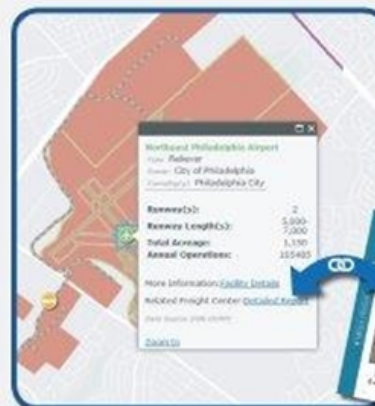 Northeast Philadelphia Airport
Type: Reliever
Owner: City of Philadelphia
Philadelphia City
Runway(s): 2
Runway Length(s): 5,000-
7,000
Total Acreage: 1,150
Annual Operations:
More Information: Facility Details
Related Freight Center: Detailed Report
Zoom to